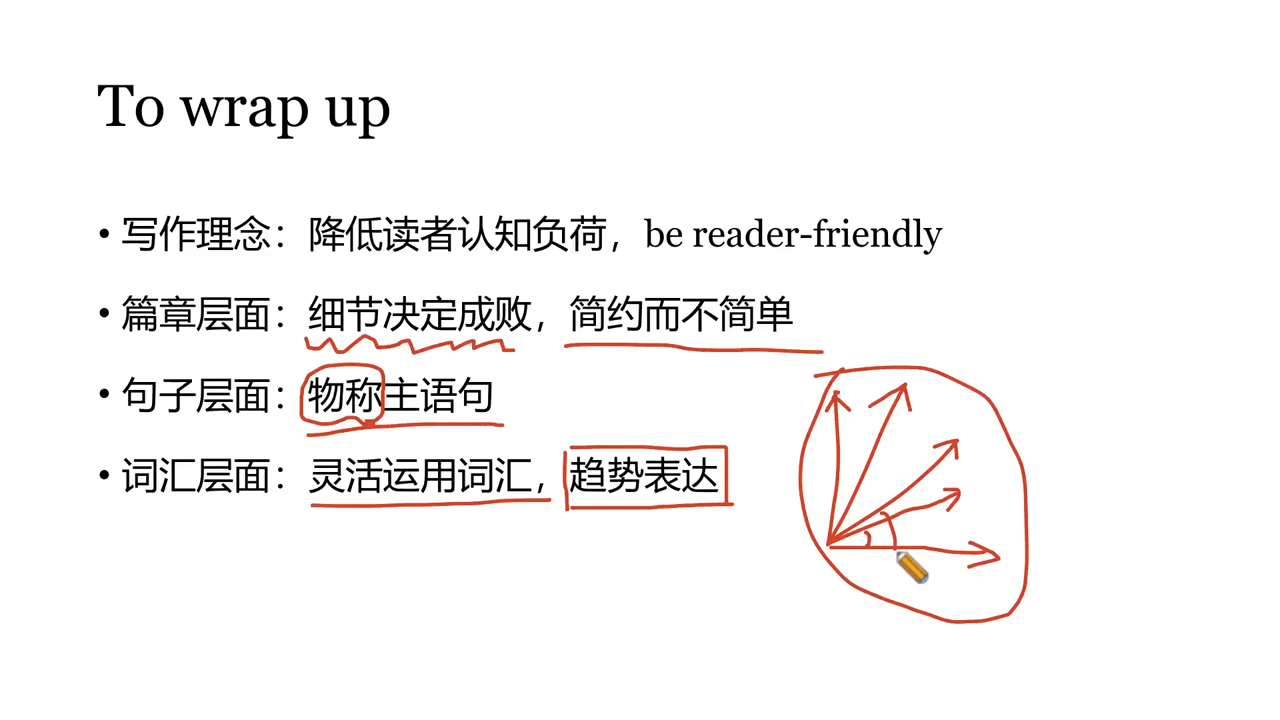 To wrap up
• 写作理念：降低读者认知负荷，be reader-friendly
• 篇章层面：细节决定成败，简约而不简单
• 句子层面：物称主语句
• 词汇层面：灵活运用词汇，趋势表达